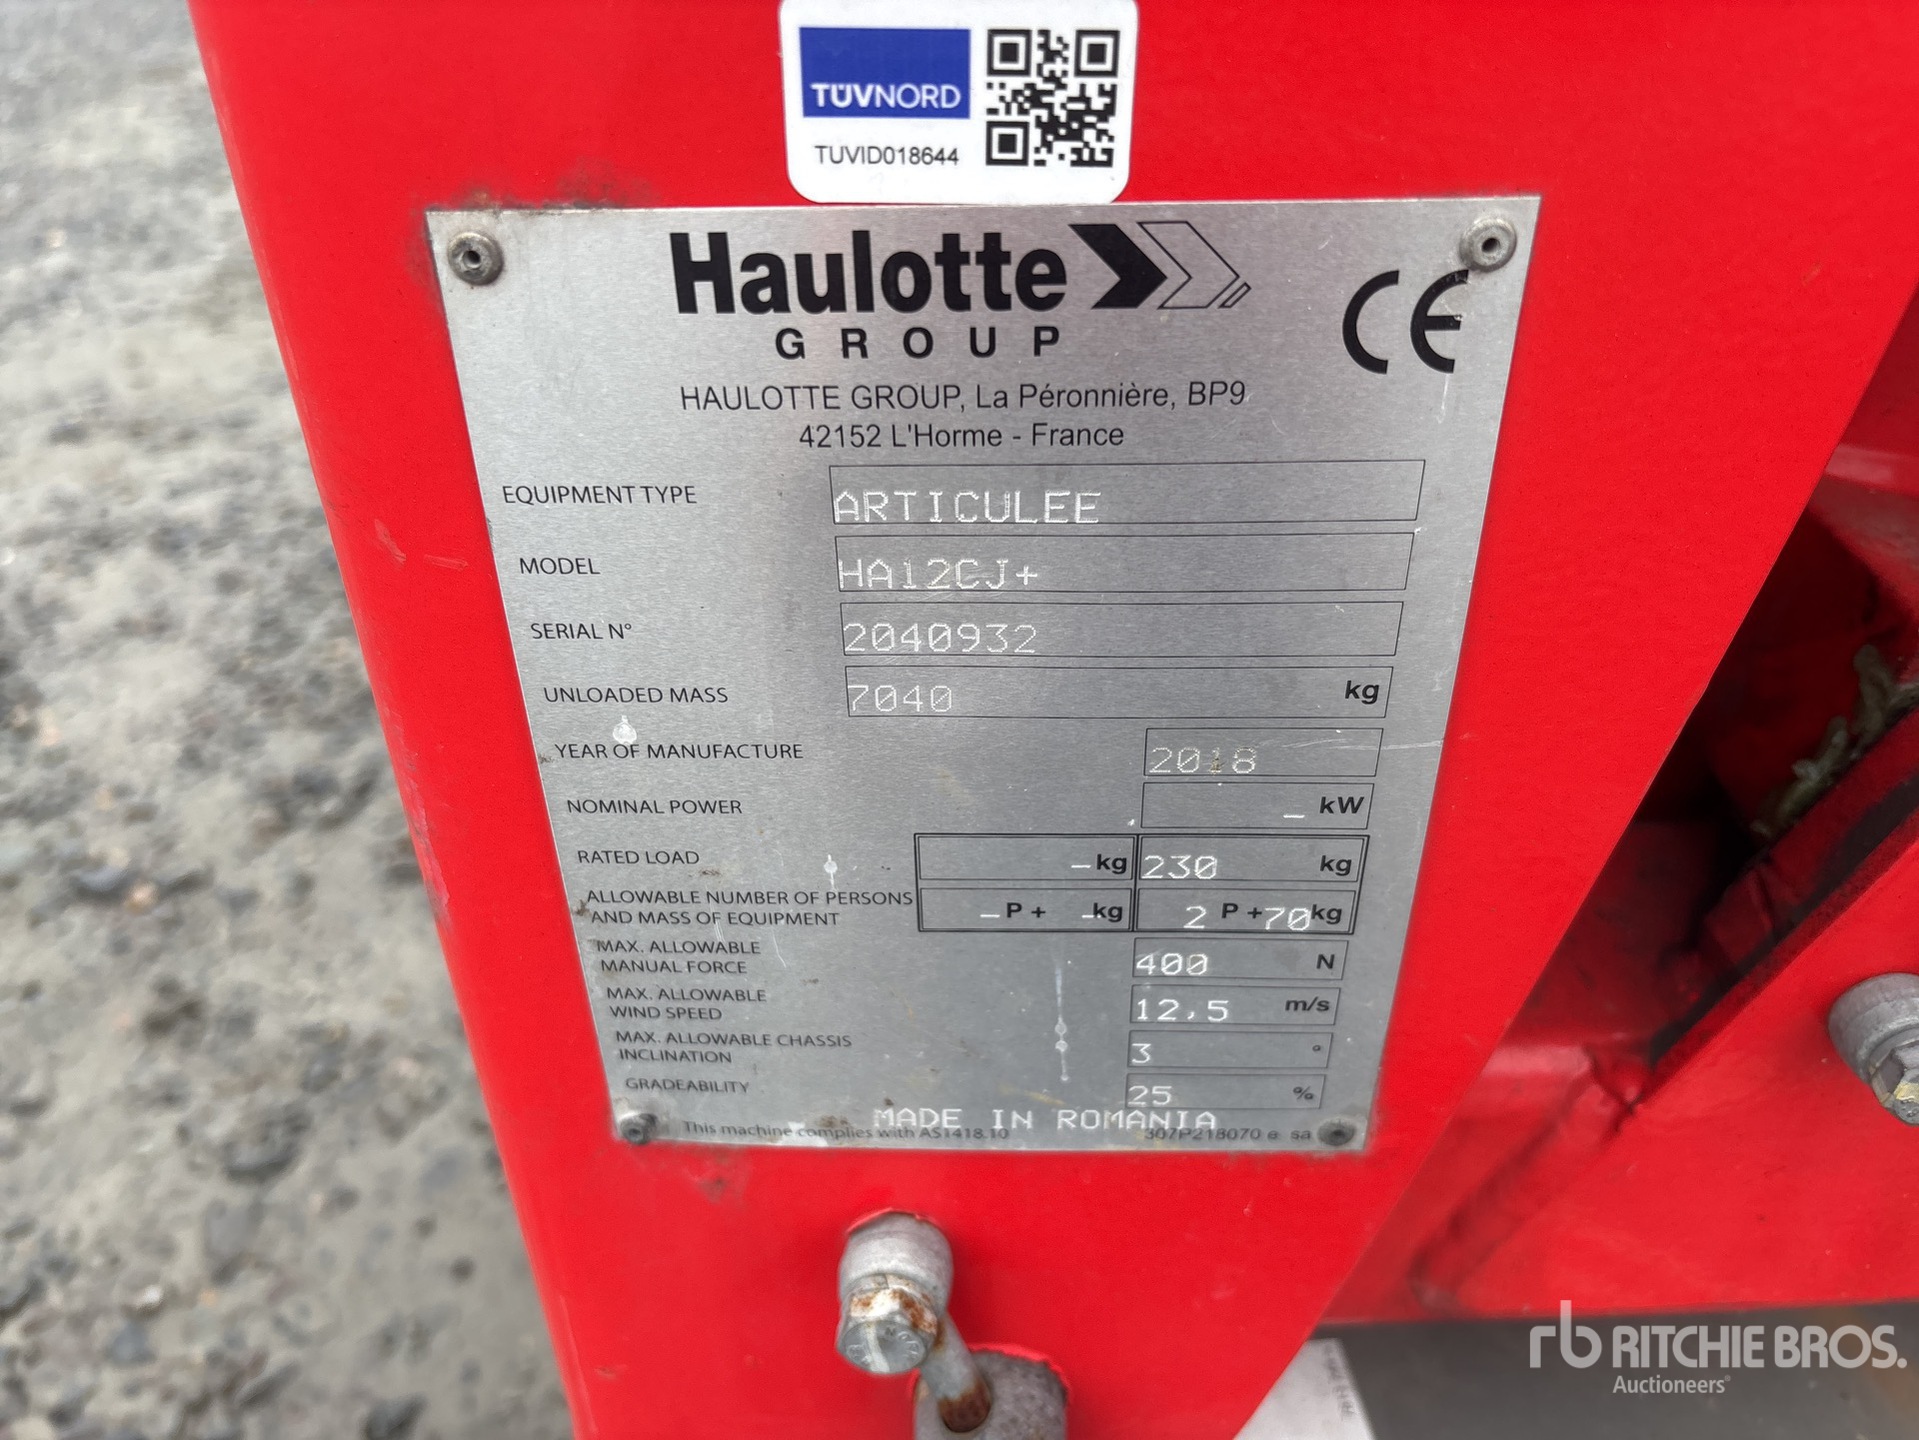 TÜVNORD
TUVID018644
Haulotte
GROUP
CE
HAULOTTE GROUP, La Péronnière, BP9
42152 L'Horme - France
EQUIPMENT TYPE ARTICULEE
MODEL HA12CJ+
SERIAL N° 2040932
UNLOADED MASS 7040 kg
YEAR OF MANUFACTURE 2018
NOMINAL POWER _ kW
RATED LOAD _ kg 230 kg
ALLOWABLE NUMBER OF PERSONS
AND MASS OF EQUIPMENT _ P + _ kg 2 P +70kg
MAX. ALLOWABLE
MANUAL FORCE 400 N
MAX. ALLOWABLE
WIND SPEED 12,5 m/s
MAX. ALLOWABLE CHASSIS
INCLINATION 3 °
GRADEABILITY 25 %
MADE IN ROMANIA
This machine complies with AS1418.10 307P218070 e sa
rb RITCHIE BROS.
Auctioneers